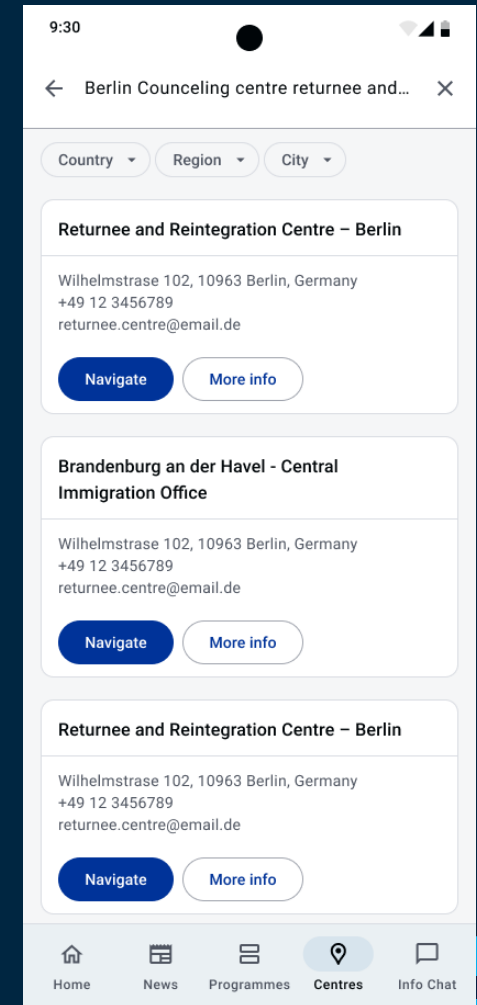 9:30
Berlin Counceling centre returnee and...
Country
Region
City
Returnee and Reintegration Centre – Berlin
Wilhelmstrase 102, 10963 Berlin, Germany
+49 12 3456789
returnee.centre@email.de
Navigate
More info
Brandenburg an der Havel - Central
Immigration Office
Wilhelmstrase 102, 10963 Berlin, Germany
+49 12 3456789
returnee.centre@email.de
Navigate
More info
Returnee and Reintegration Centre – Berlin
Wilhelmstrase 102, 10963 Berlin, Germany
+49 12 3456789
returnee.centre@email.de
Navigate
More info
Home
News
Programmes
Centres
Info Chat